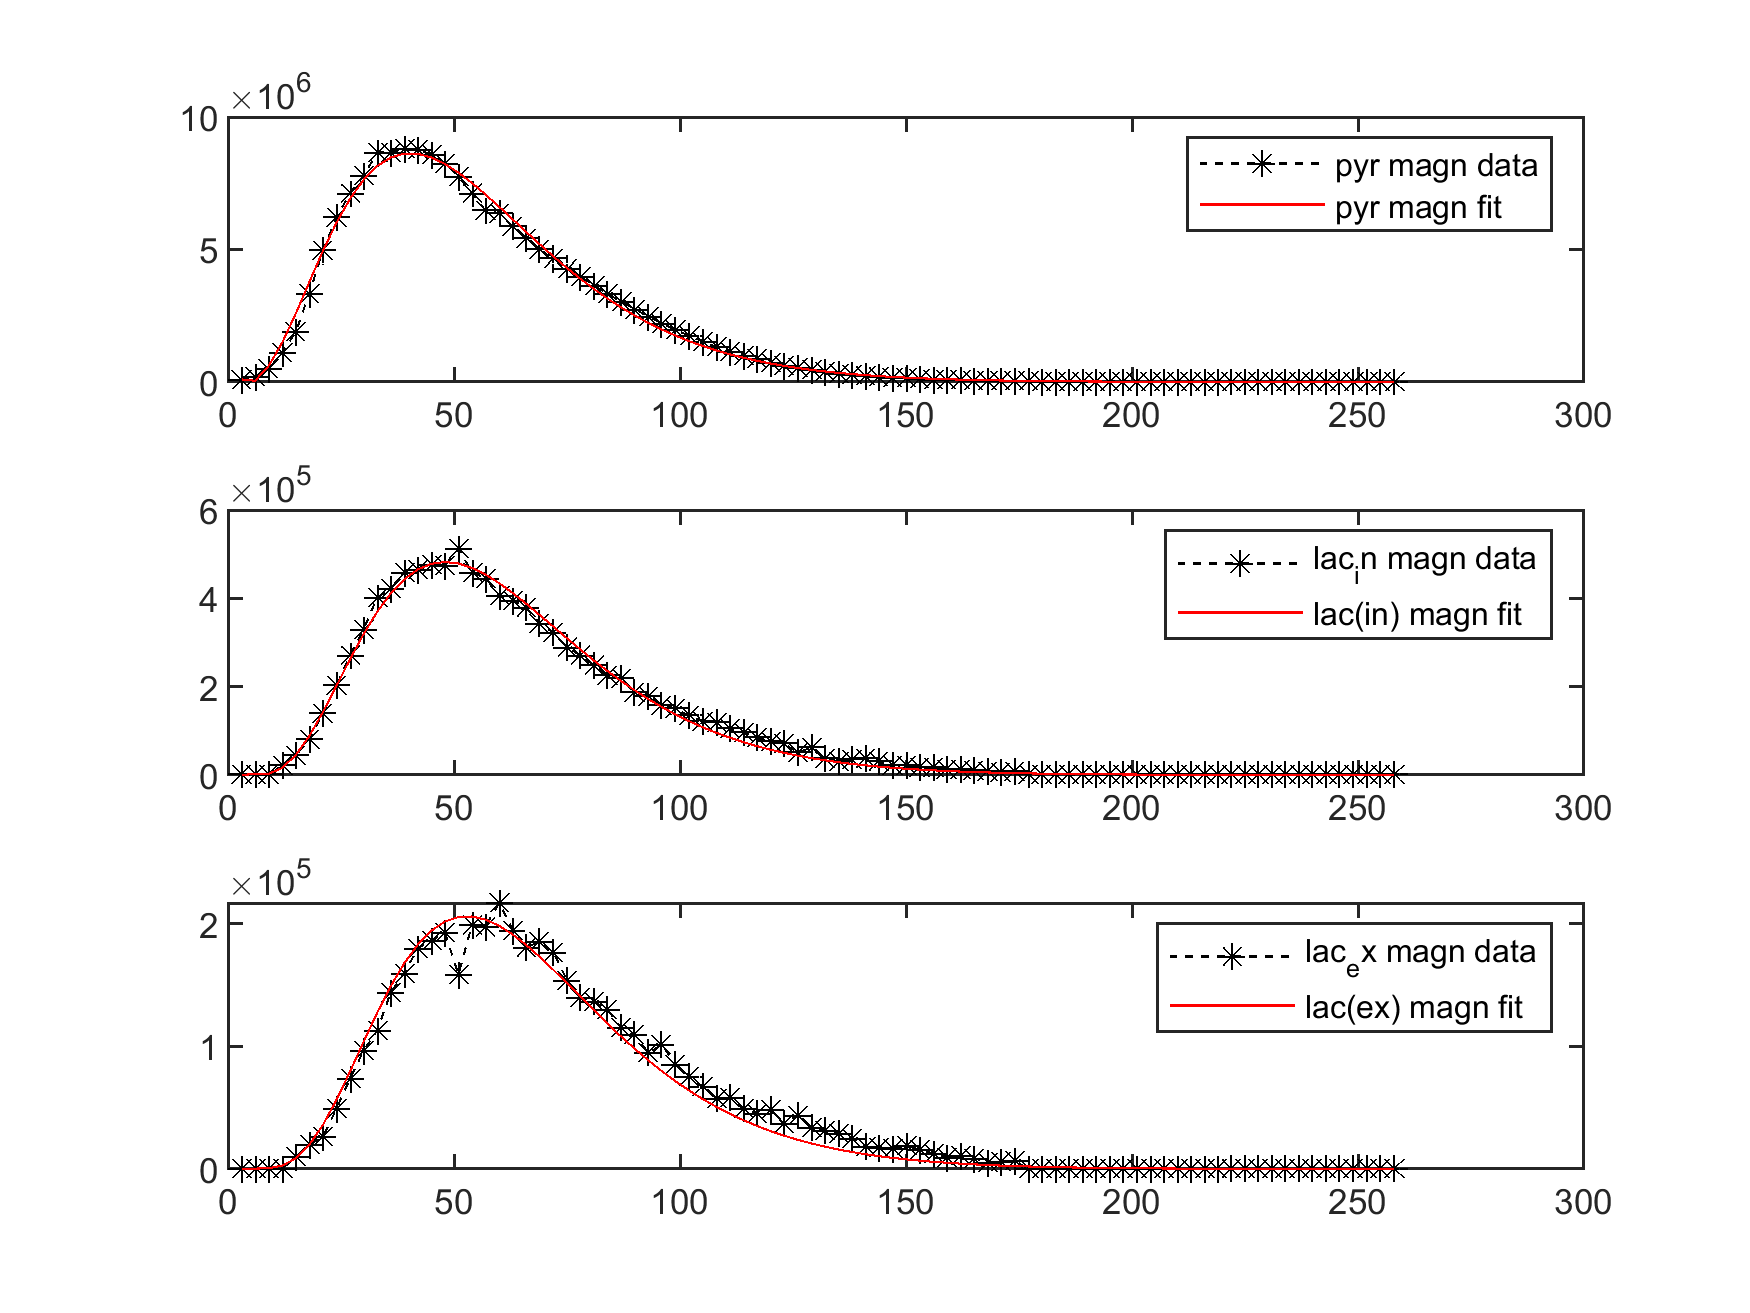 ×10^6
10
5
0
0 50 100 150 200 250 300
pyr magn data
pyr magn fit
×10^5
6
4
2
0
0 50 100 150 200 250 300
lac_in magn data
lac(in) magn fit
×10^5
2
1
0
0 50 100 150 200 250 300
lac_ex magn data
lac(ex) magn fit